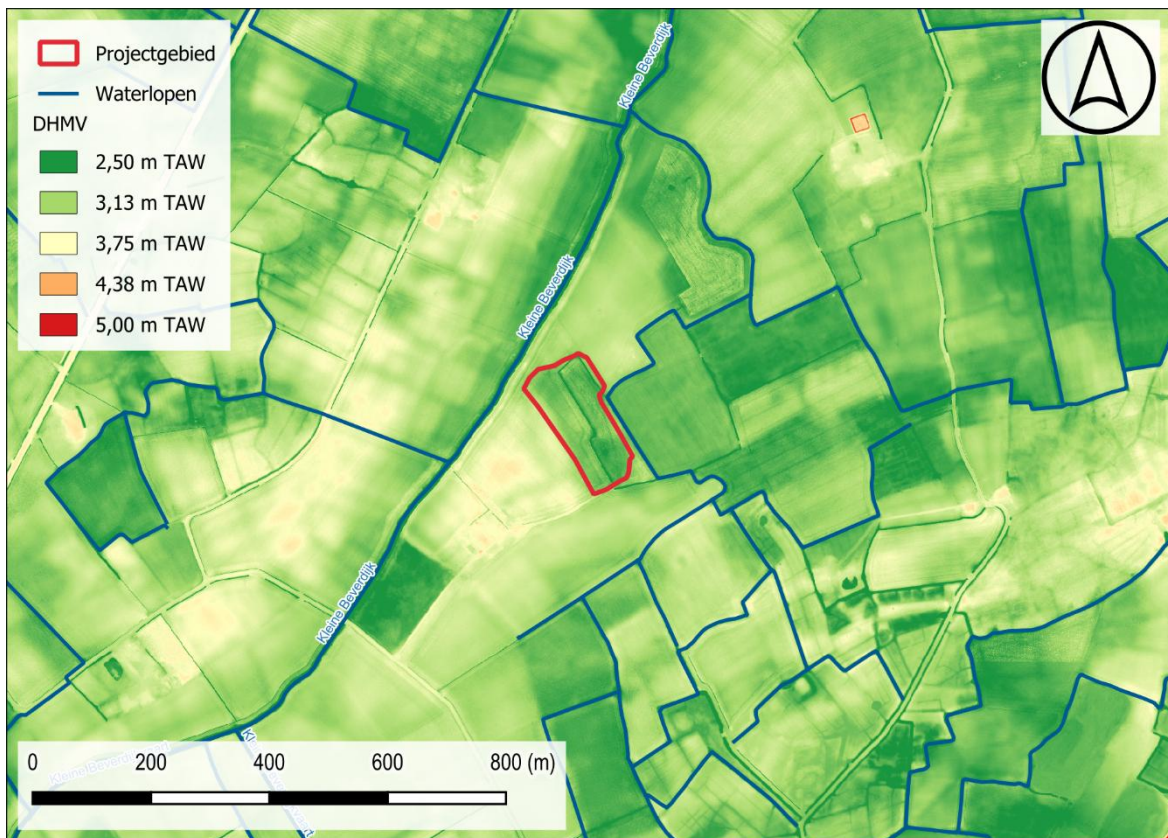 Projectgebied
Waterlopen
DHMV
2,50 m TAW
3,13 m TAW
3,75 m TAW
4,38 m TAW
5,00 m TAW
Kleine Beverdijk
Kleine Beverdijk
Kleine Beverdijk
0 200 400 600 800 (m)